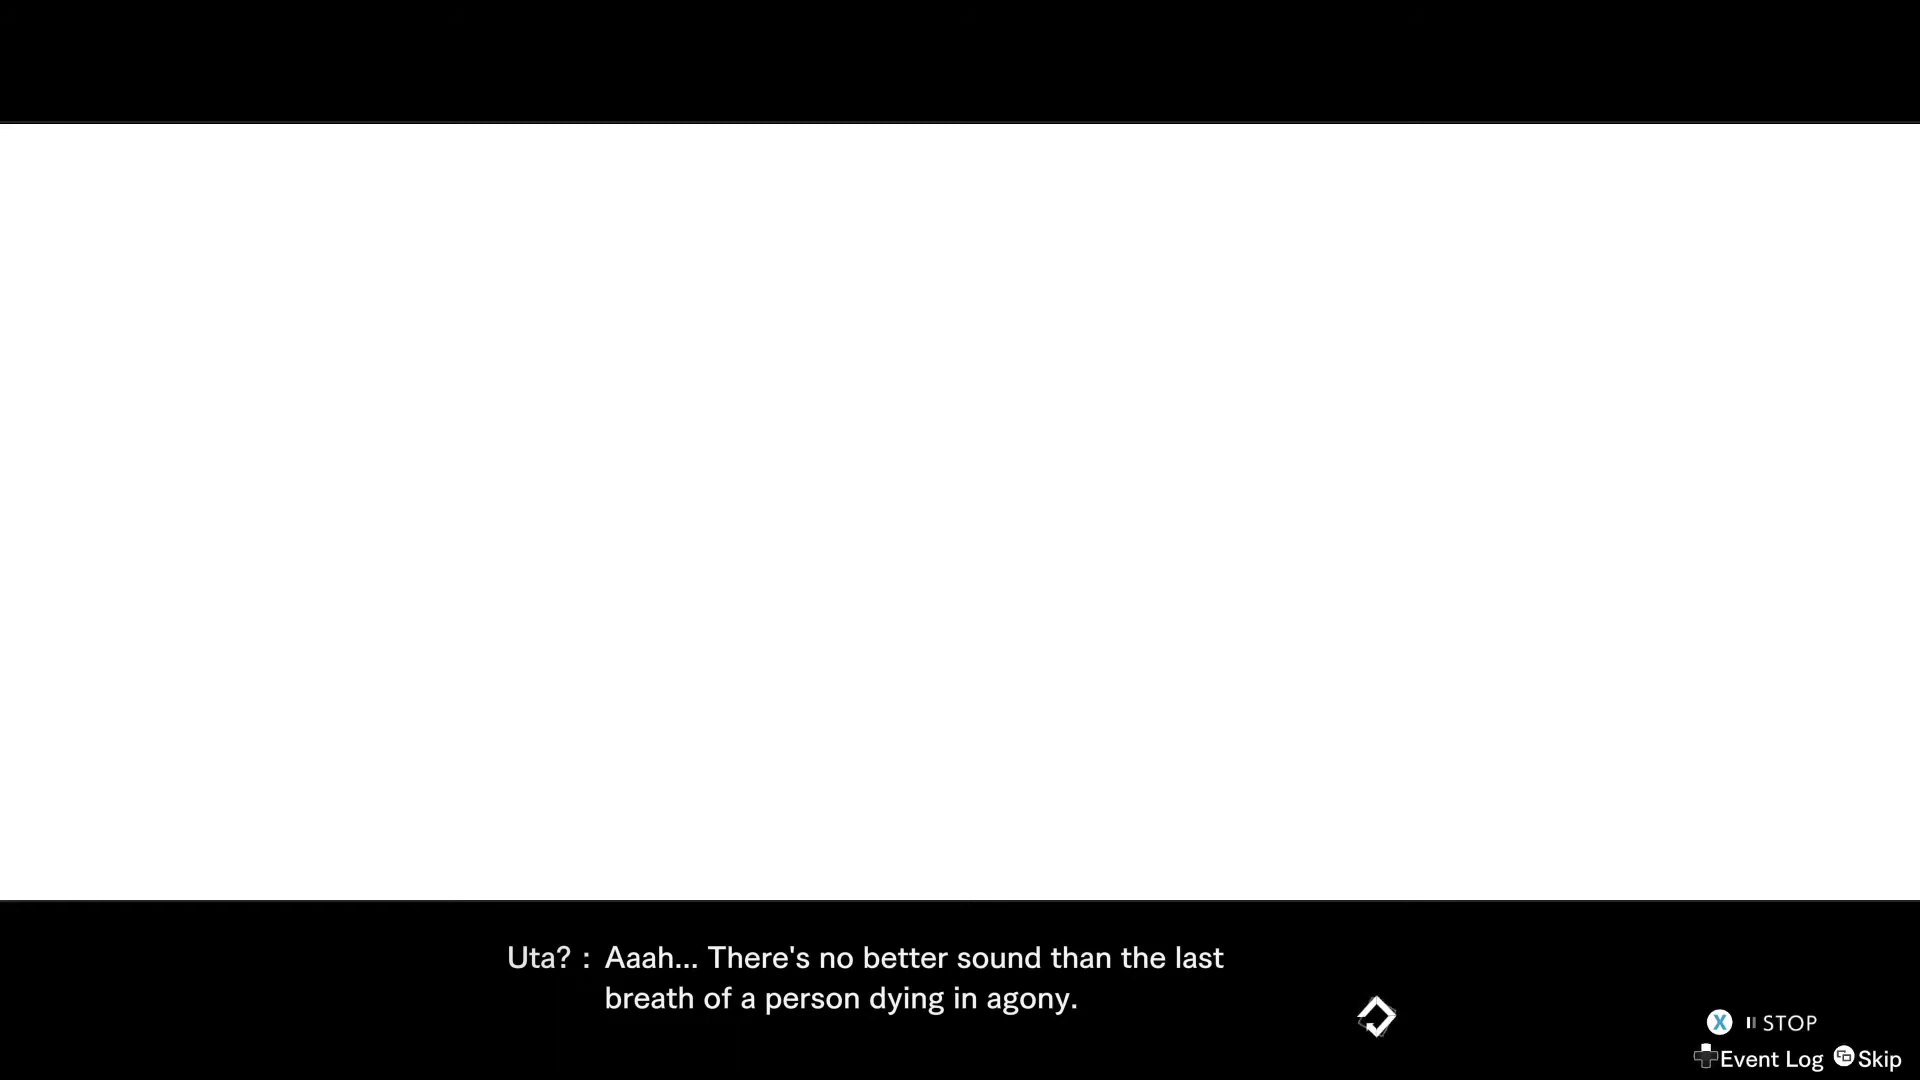 Uta? : Aaah... There's no better sound than the last
breath of a person dying in agony.
X STOP
Event Log Skip